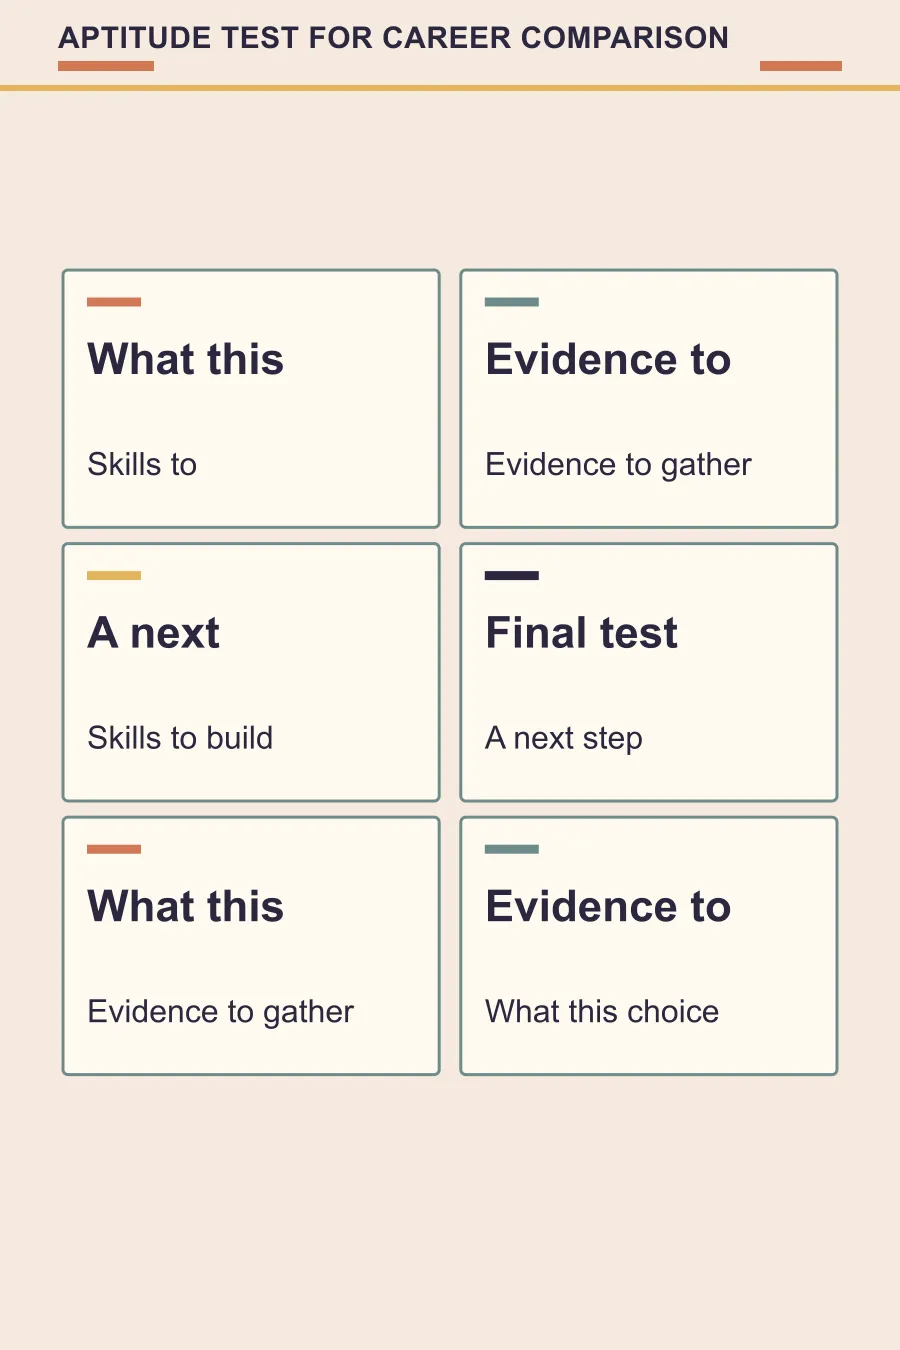 APTITUDE TEST FOR CAREER COMPARISON
What this
Skills to
Evidence to
Evidence to gather
A next
Skills to build
Final test
A next step
What this
Evidence to gather
Evidence to
What this choice